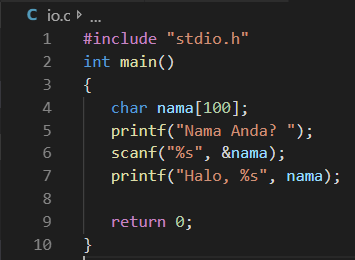 C io.c > ...
1 #include "stdio.h"
2 int main()
3 {
4 char nama[100];
5 printf("Nama Anda? ");
6 scanf("%s", &nama);
7 printf("Halo, %s", nama);
8
9 return 0;
10 }